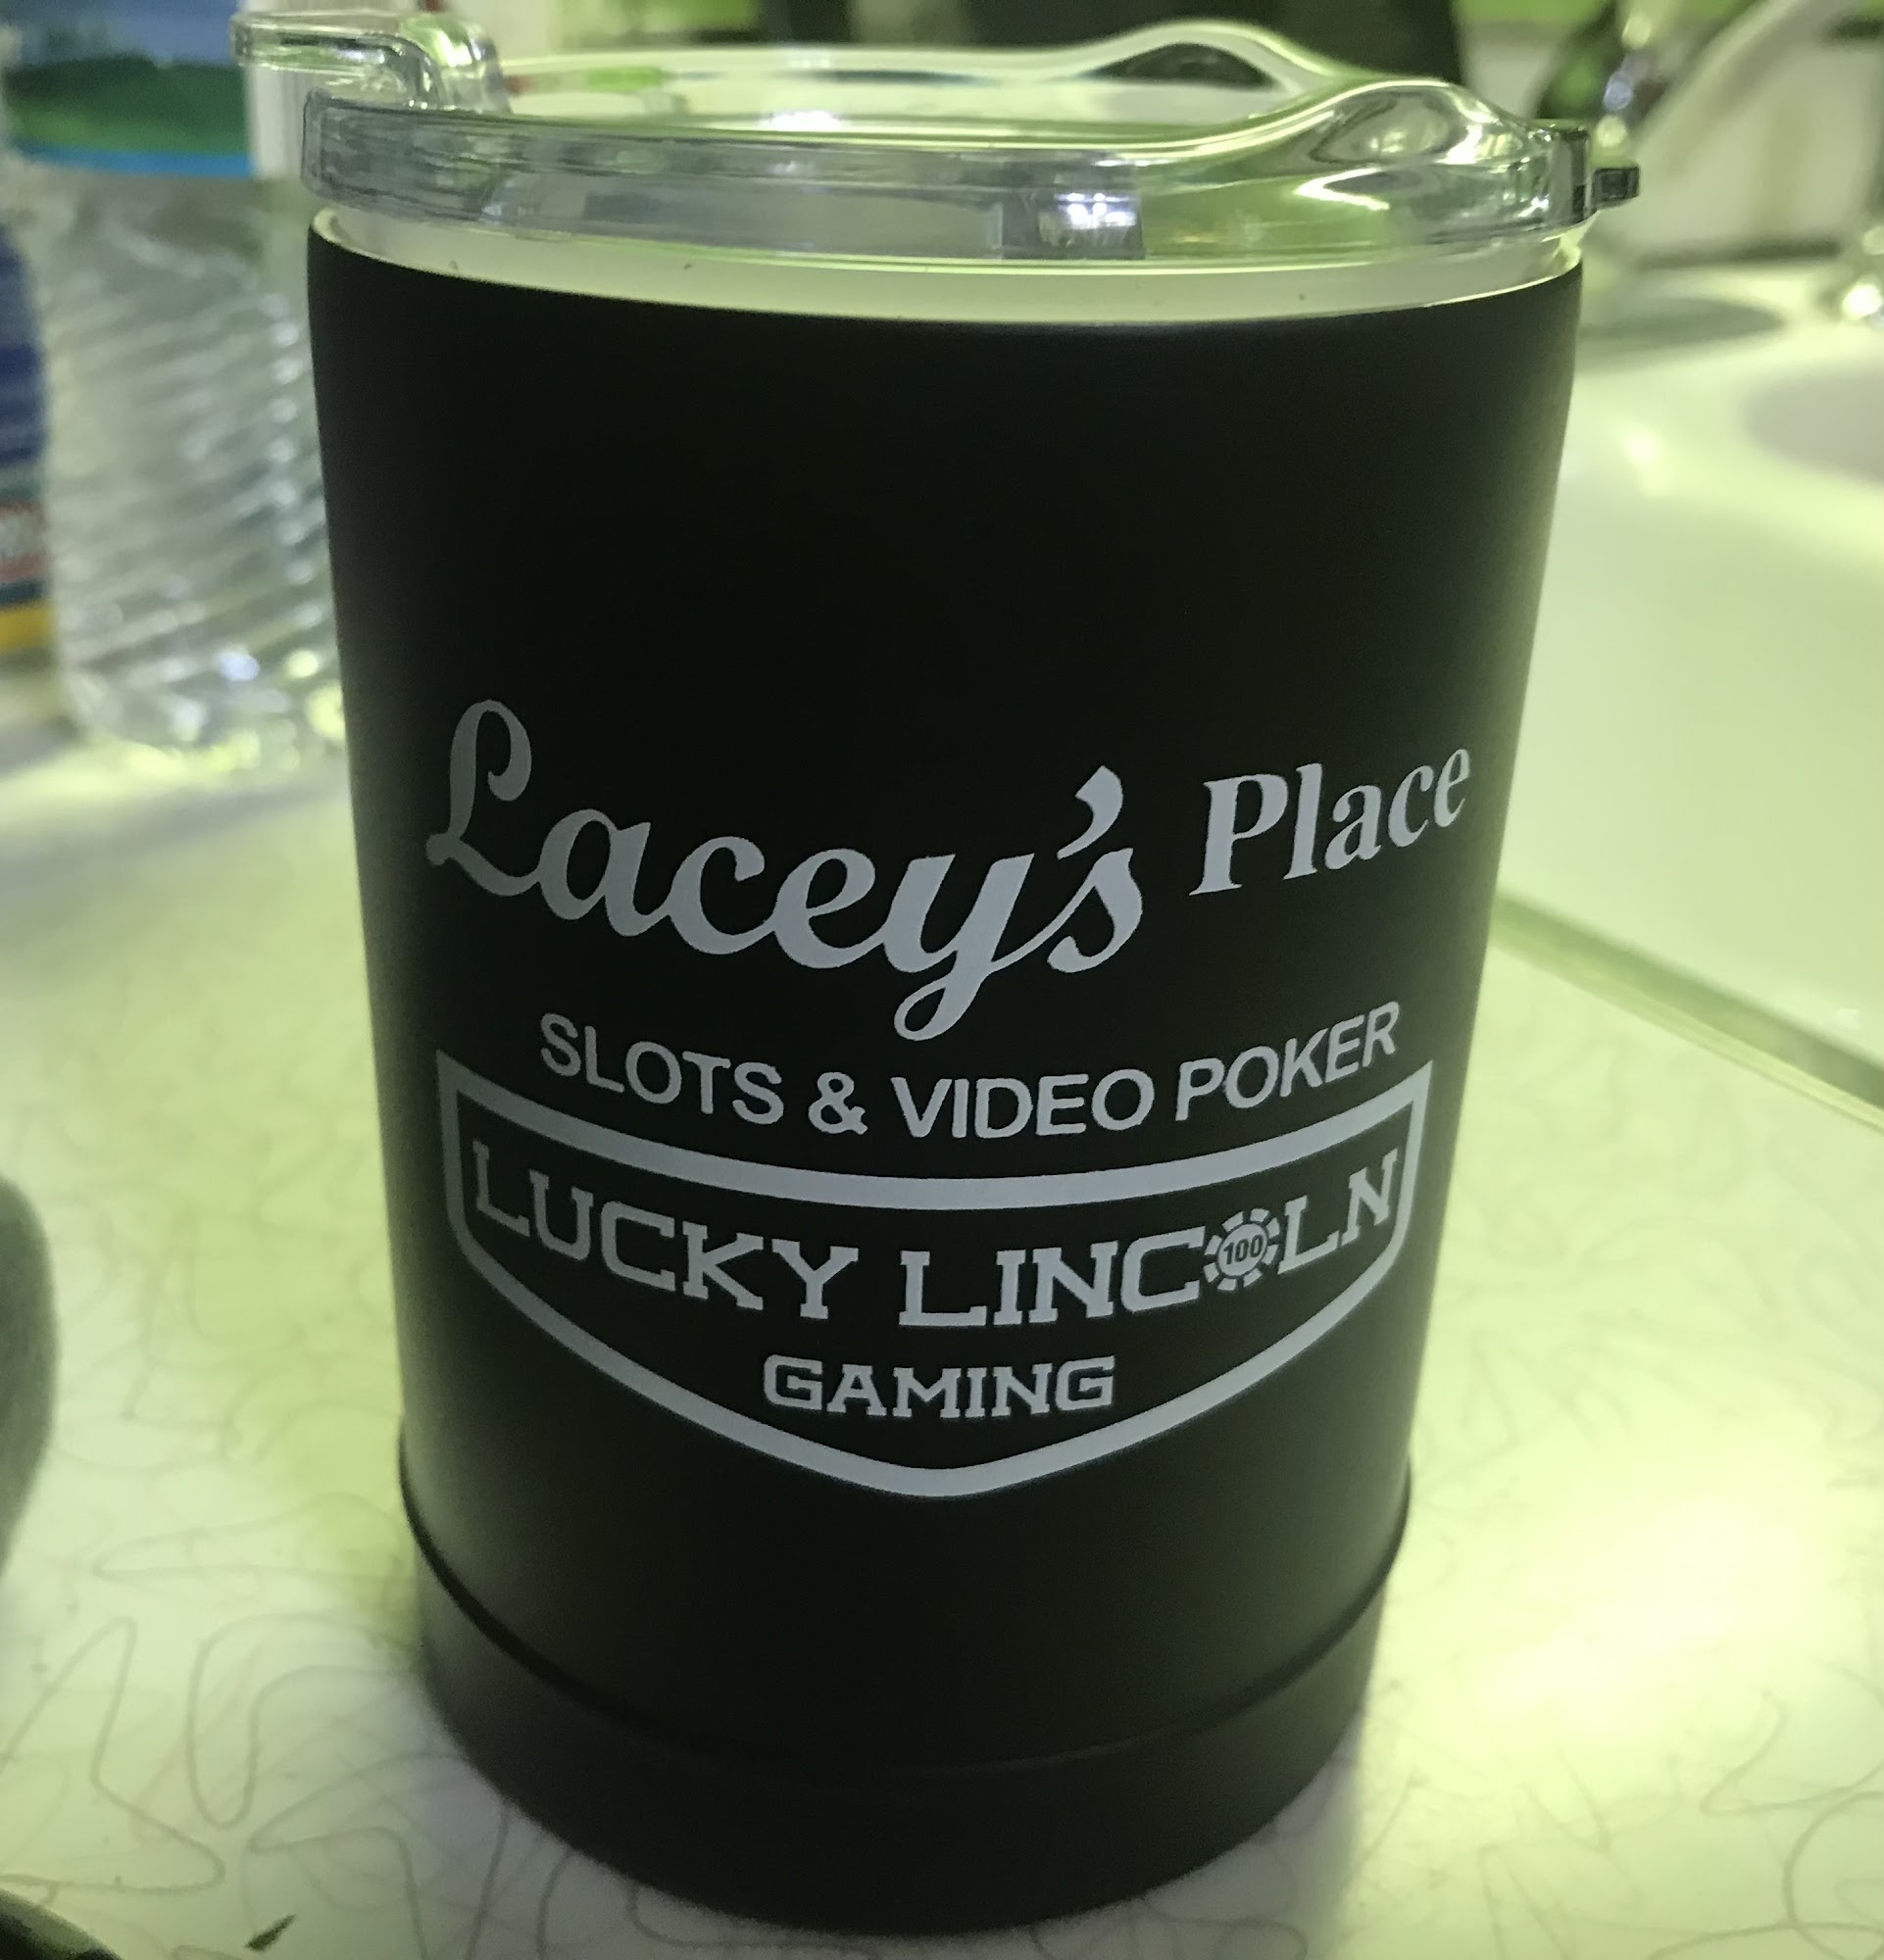 Lacey's Place
SLOTS & VIDEO POKER
LUCKY LINCOLN
100
GAMING